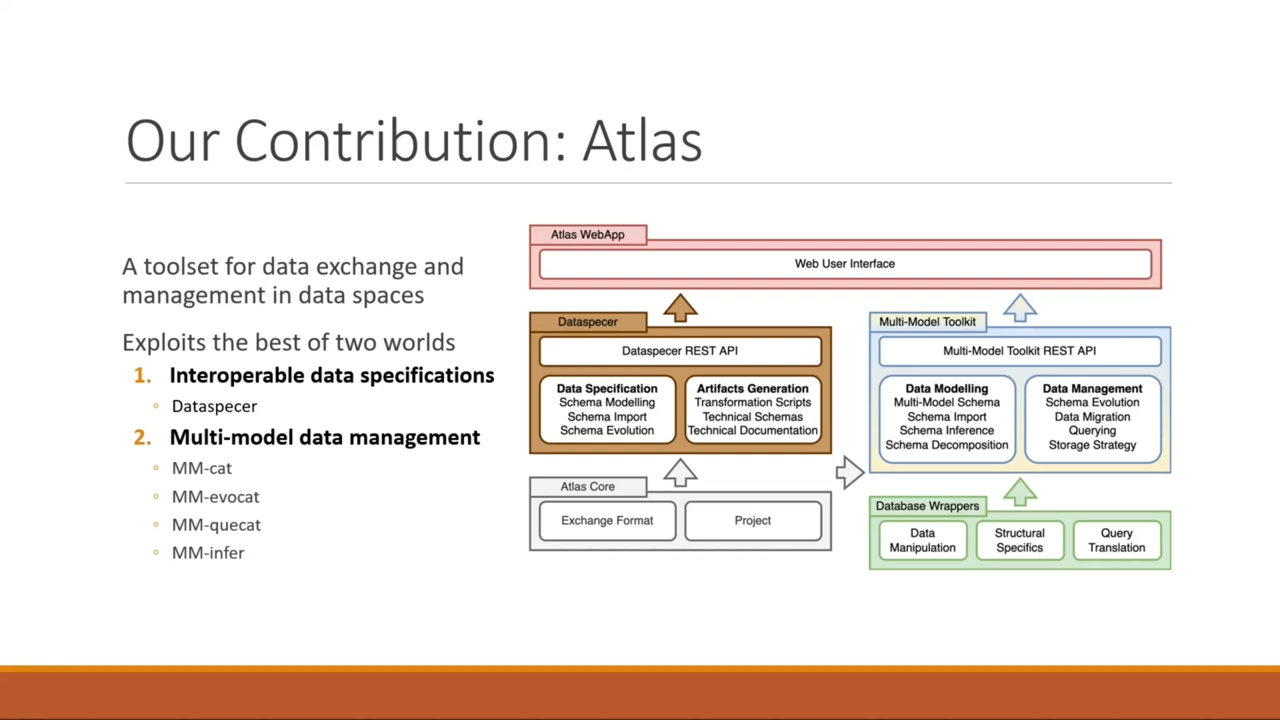 Our Contribution: Atlas
A toolset for data exchange and
management in data spaces
Exploits the best of two worlds
1. Interoperable data specifications
◦ Dataspecer
2. Multi-model data management
◦ MM-cat
◦ MM-evocat
◦ MM-quecat
◦ MM-infer
Atlas WebApp
Web User Interface
Dataspecer
Dataspecer REST API
Data Specification
Schema Modelling
Schema Import
Schema Evolution
Artifacts Generation
Transformation Scripts
Technical Schemas
Technical Documentation
Atlas Core
Exchange Format
Project
Multi-Model Toolkit
Multi-Model Toolkit REST API
Data Modelling
Multi-Model Schema
Schema Import
Schema Inference
Schema Decomposition
Data Management
Schema Evolution
Data Migration
Querying
Storage Strategy
Database Wrappers
Data
Manipulation
Structural
Specifics
Query
Translation